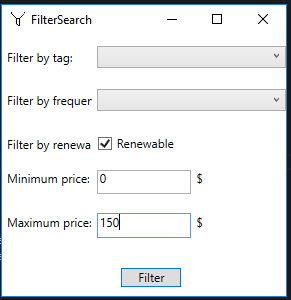 FilterSearch
Filter by tag:
Filter by frequer
Filter by renewa Renewable
Minimum price: 0 $
Maximum price: 150 $
Filter